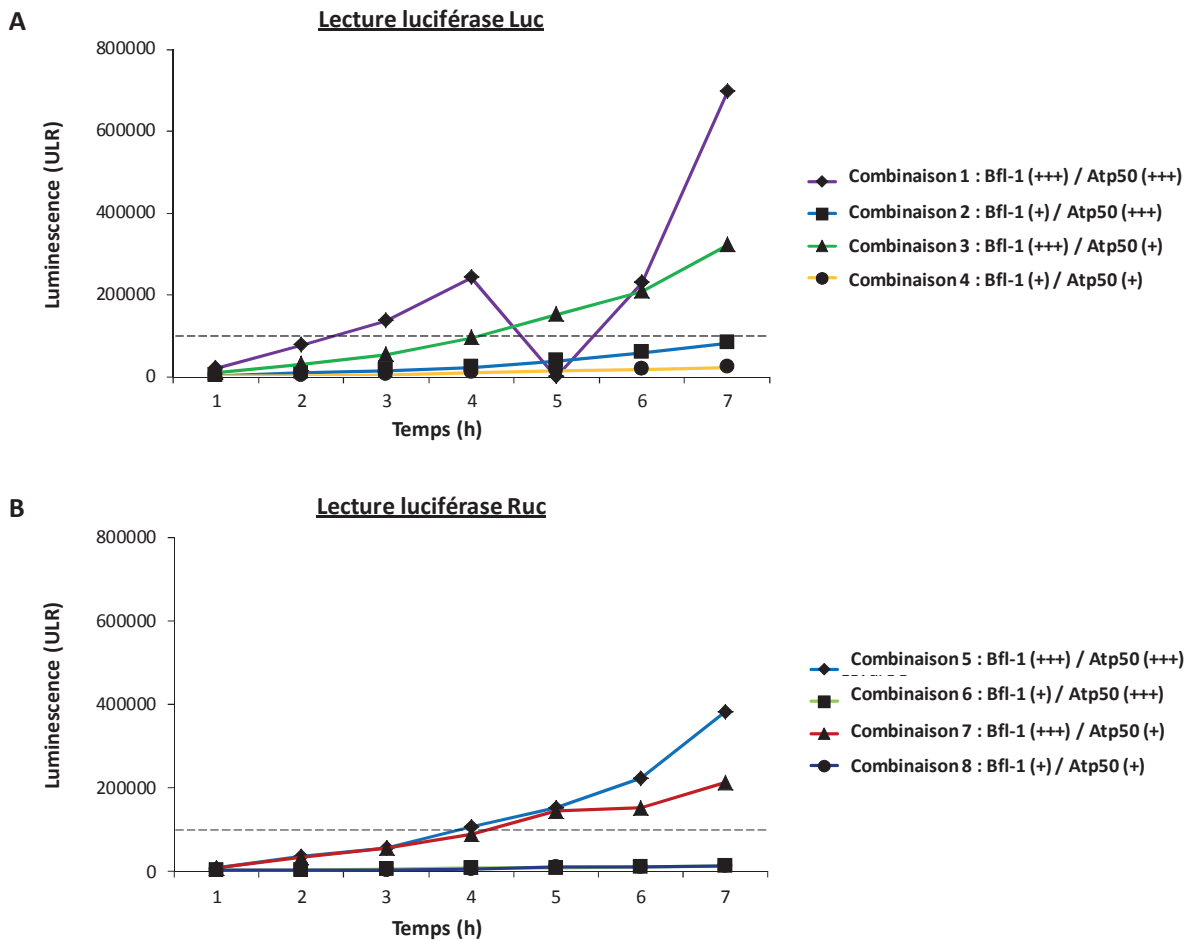 A
Lecture luciférase Luc
800000
600000
400000
200000
0
Luminescence (ULR)
1 2 3 4 5 6 7
Temps (h)
Combinaison 1 : Bfl-1 (+++) / Atp50 (+++)
Combinaison 2 : Bfl-1 (+) / Atp50 (+++)
Combinaison 3 : Bfl-1 (+++) / Atp50 (+)
Combinaison 4 : Bfl-1 (+) / Atp50 (+)
B
Lecture luciférase Ruc
800000
600000
400000
200000
0
Luminescence (ULR)
1 2 3 4 5 6 7
Temps (h)
Combinaison 5 : Bfl-1 (+++) / Atp50 (+++)
Combinaison 6 : Bfl-1 (+) / Atp50 (+++)
Combinaison 7 : Bfl-1 (+++) / Atp50 (+)
Combinaison 8 : Bfl-1 (+) / Atp50 (+)